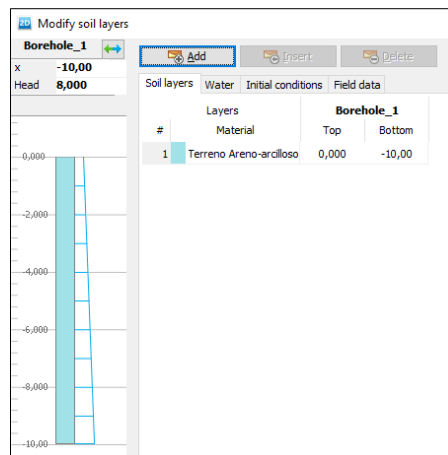 2D Modify soil layers
Borehole_1
x -10,00
Head 8,000
Add Insert Delete
Soil layers Water Initial conditions Field data
Layers Borehole_1
# Material Top Bottom
1 Terreno Areno-arcilloso 0,000 -10,00
0,000
-2,000
-4,000
-6,000
-8,000
-10,00